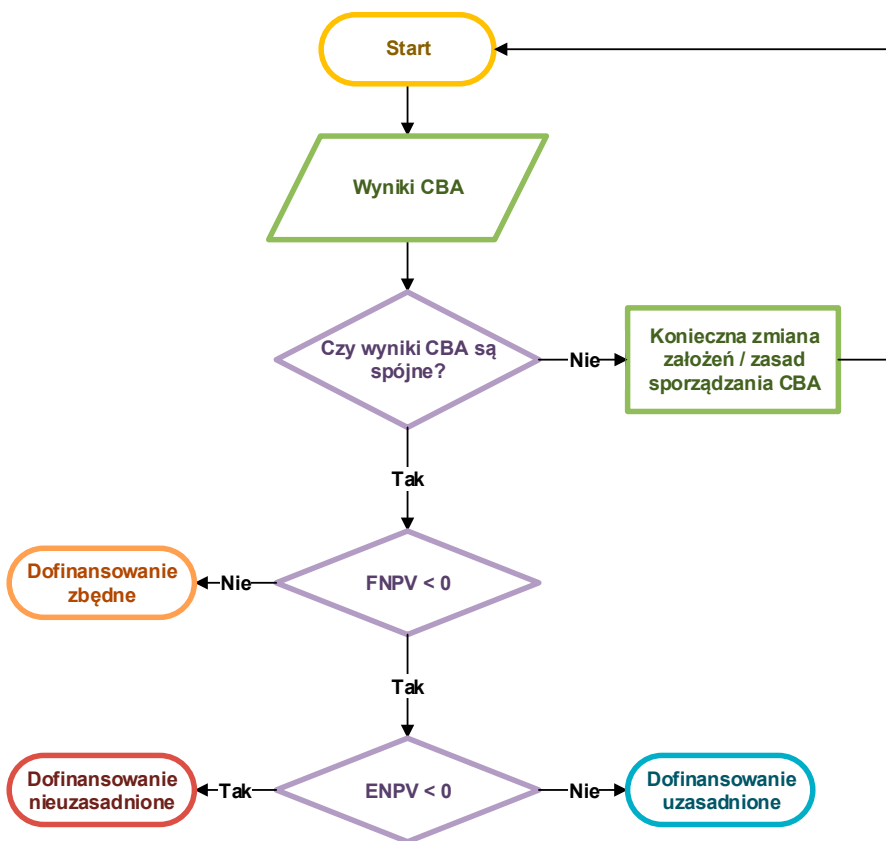 Start
Wyniki CBA
Czy wyniki CBA są
spójne?
Nie
Konieczna zmiana
założeń / zasad
sporządzania CBA
Tak
Dofinansowanie
zbędne
Nie
FNPV < 0
Tak
Dofinansowanie
nieuzasadnione
Tak
ENPV < 0
Nie
Dofinansowanie
uzasadnione